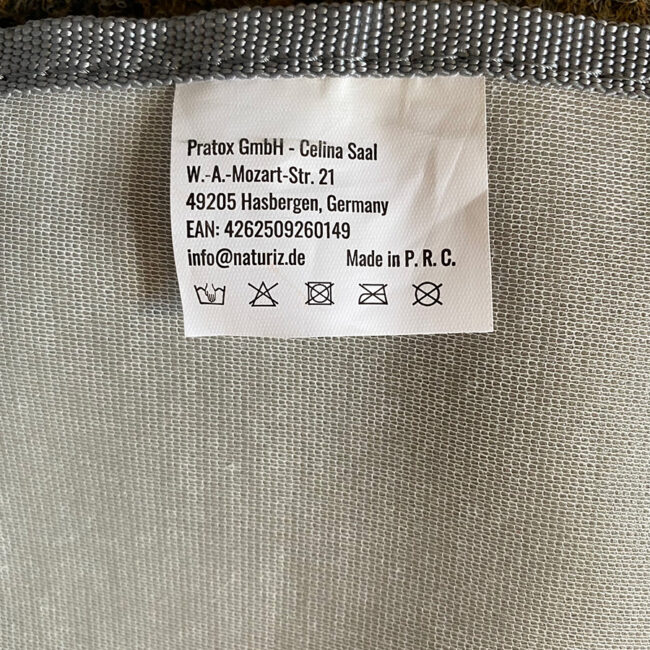 Pratox GmbH - Celina Saal
W.-A.-Mozart-Str. 21
49205 Hasbergen, Germany
EAN: 4262509260149
info@naturiz.de Made in P. R. C.